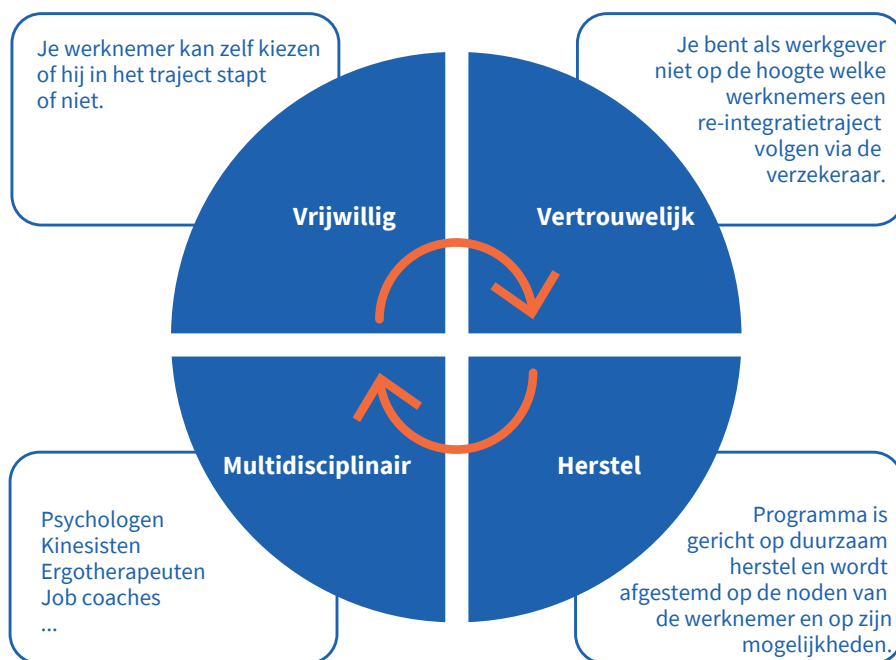 Je werknemer kan zelf kiezen
of hij in het traject stapt
of niet.
Je bent als werkgever
niet op de hoogte welke
werknemers een
re-integratietraject
volgen via de
verzekeraar.
Vrijwillig
Vertrouwelijk
Multidisciplinair
Herstel
Psychologen
Kinesisten
Ergotherapeuten
Job coaches
...
Programma is
gericht op duurzaam
herstel en wordt
afgestemd op de noden van
de werknemer en op zijn
mogelijkheden.